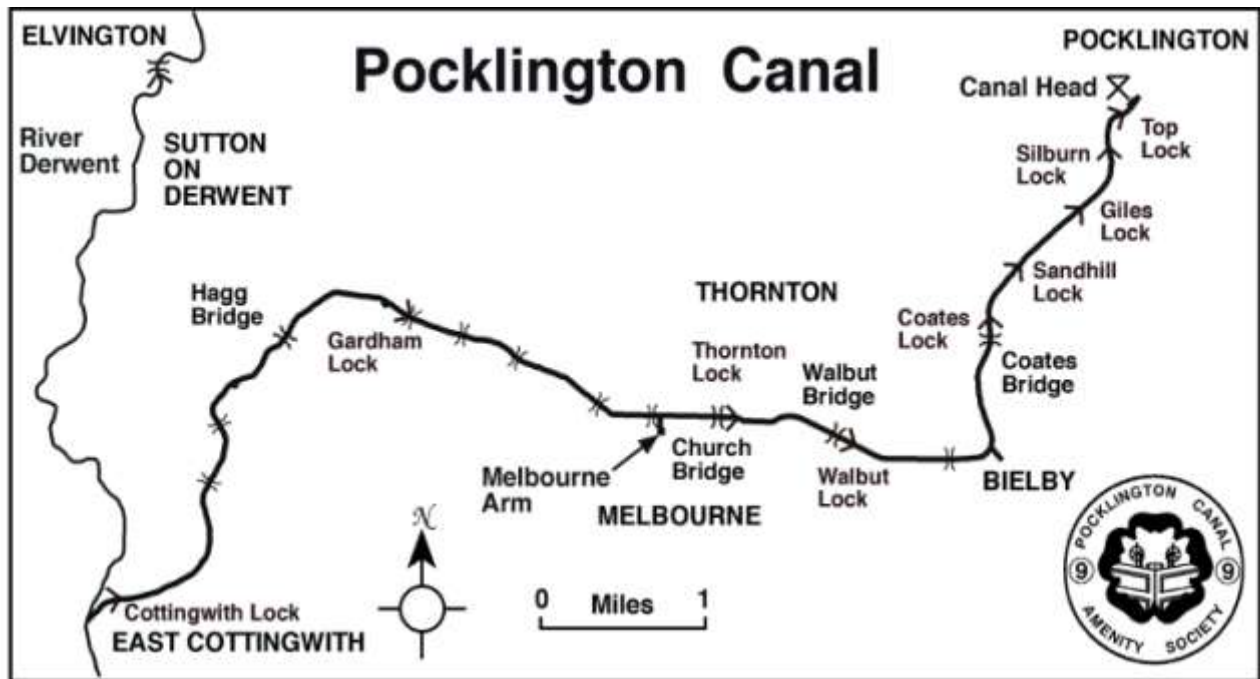 Pocklington Canal
ELVINGTON
POCKLINGTON
Canal Head
River
Derwent
SUTTON
ON
DERWENT
Top
Lock
Silburn
Lock
Giles
Lock
Sandhill
Lock
Hagg
Bridge
Gardham
Lock
THORNTON
Thornton
Lock
Walbut
Bridge
Coates
Lock
Coates
Bridge
Church
Bridge
Melbourne
Arm
MELBOURNE
Walbut
Lock
BIELBY
N
0 Miles 1
Cottingwith Lock
EAST COTTINGWITH
POCKLINGTON CANAL
9 9
AMENITY SOCIETY